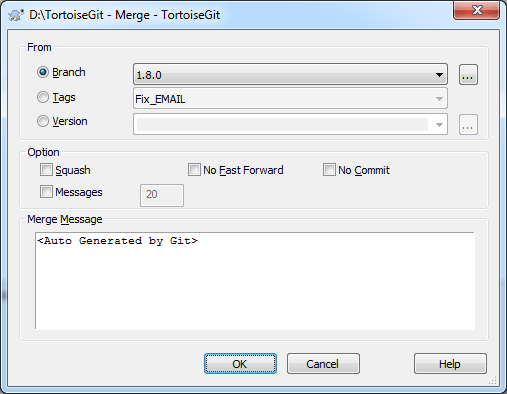 D:\TortoiseGit - Merge - TortoiseGit
From
Branch
1.8.0
...
Tags
Fix_EMAIL
Version
...
Option
Squash
No Fast Forward
No Commit
Messages
20
Merge Message
<Auto Generated by Git>
OK
Cancel
Help